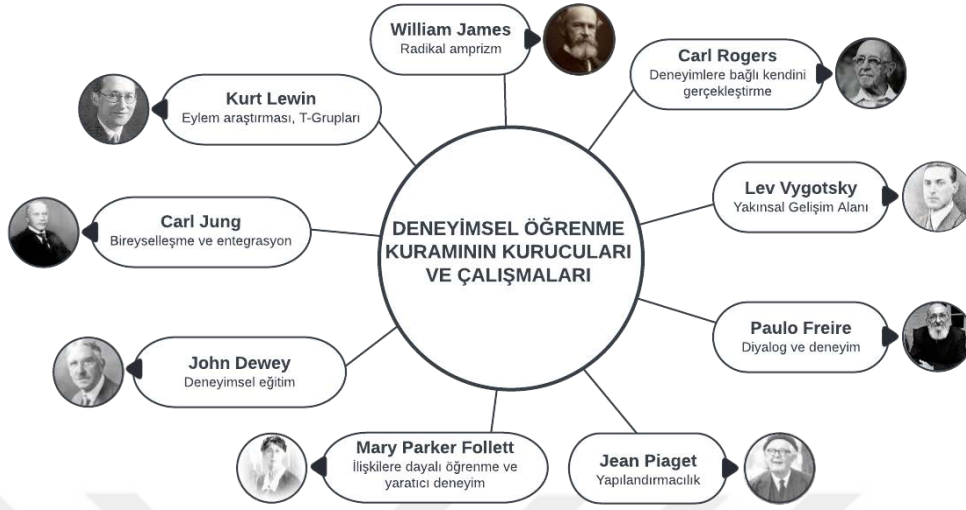 William James
Radikal amprizm
Carl Rogers
Deneyimlere bağlı kendini
gerçekleştirme
Kurt Lewin
Eylem araştırması, T-Grupları
Lev Vygotsky
Yakınsal Gelişim Alanı
Carl Jung
Bireyselleşme ve entegrasyon
DENEYİMSEL ÖĞRENME
KURAMININ KURUCULARI
VE ÇALIŞMALARI
Paulo Freire
Diyalog ve deneyim
John Dewey
Deneyimsel eğitim
Mary Parker Follett
İlişkilere dayalı öğrenme ve
yaratıcı deneyim
Jean Piaget
Yapılandırmacılık